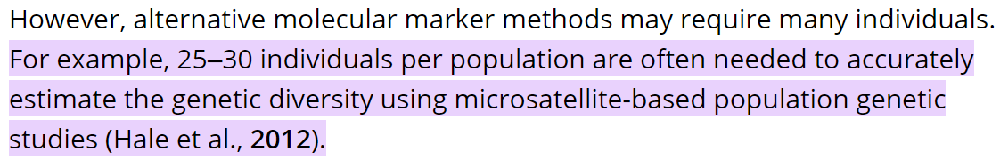 However, alternative molecular marker methods may require many individuals.
For example, 25–30 individuals per population are often needed to accurately
estimate the genetic diversity using microsatellite-based population genetic
studies (Hale et al., 2012).